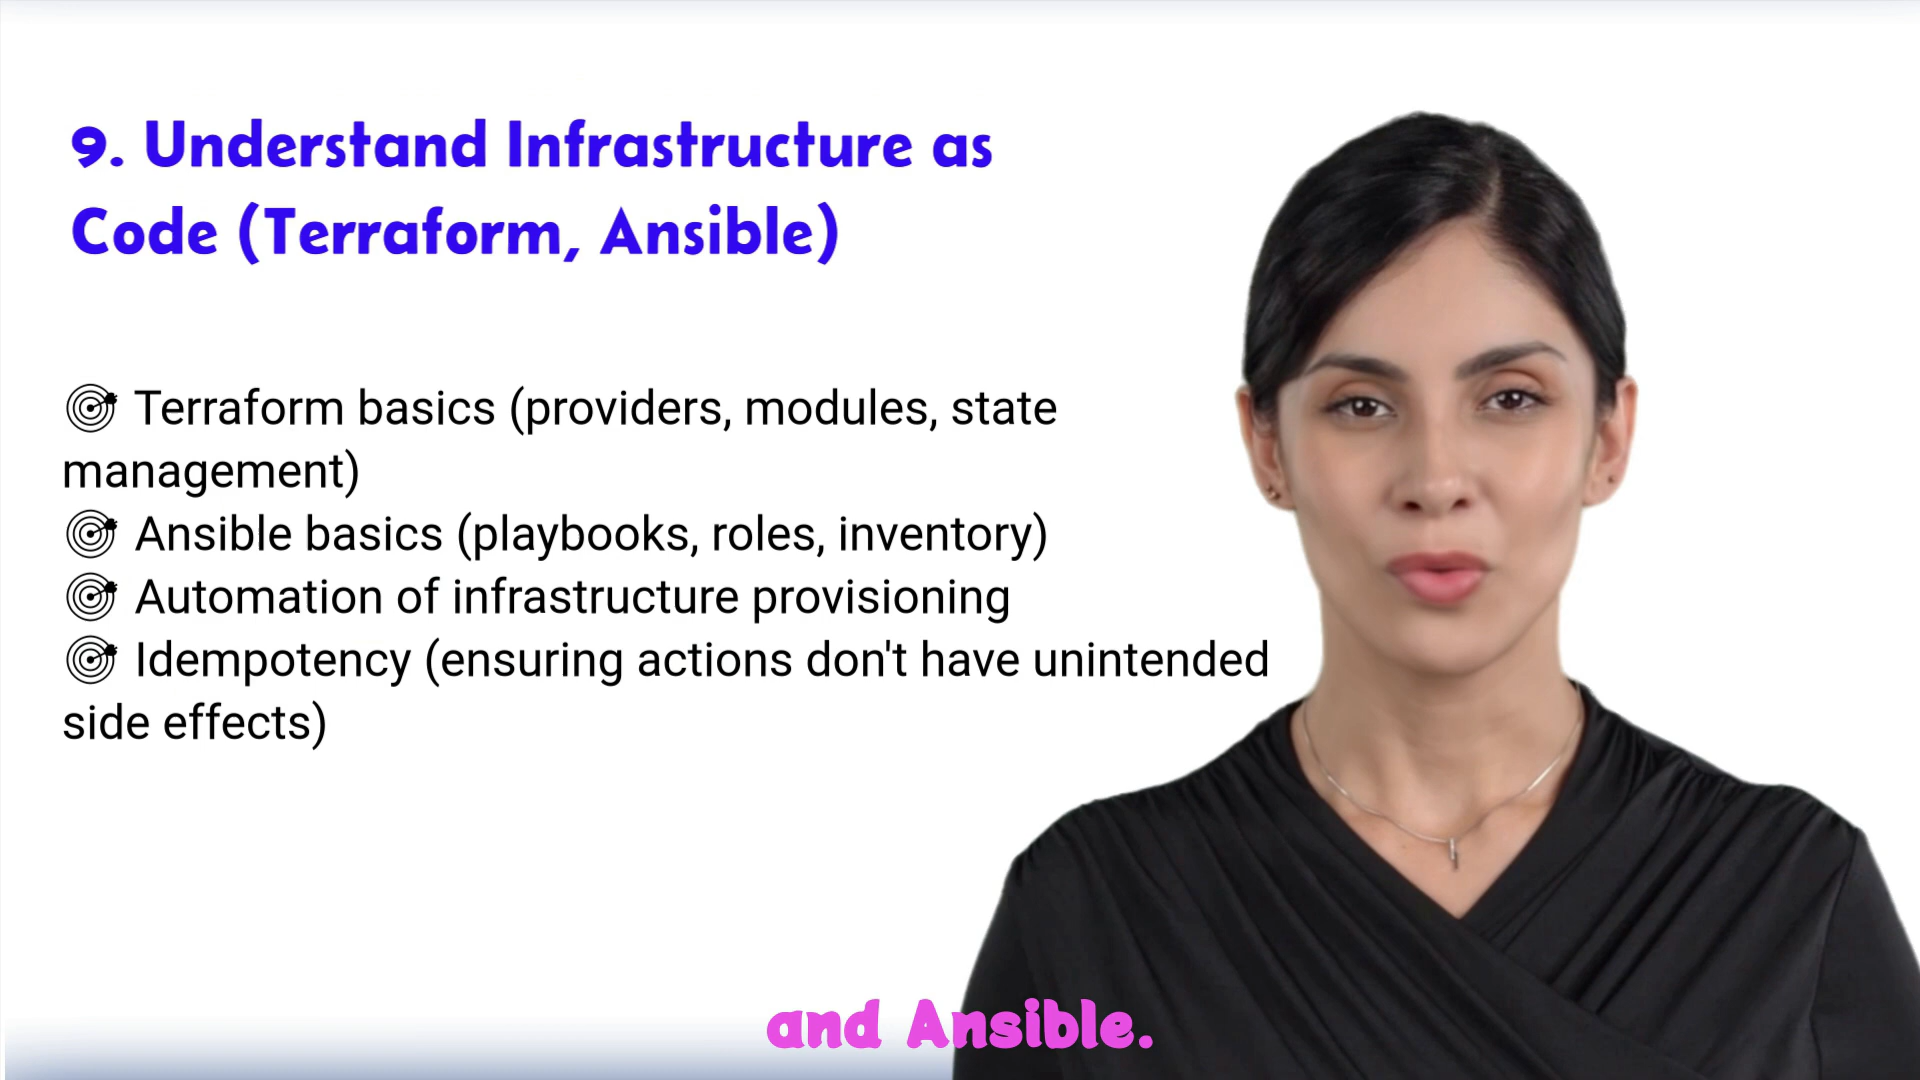 9. Understand Infrastructure as
Code (Terraform, Ansible)
🎯 Terraform basics (providers, modules, state
management)
🎯 Ansible basics (playbooks, roles, inventory)
🎯 Automation of infrastructure provisioning
🎯 Idempotency (ensuring actions don't have unintended
side effects)
and Ansible.